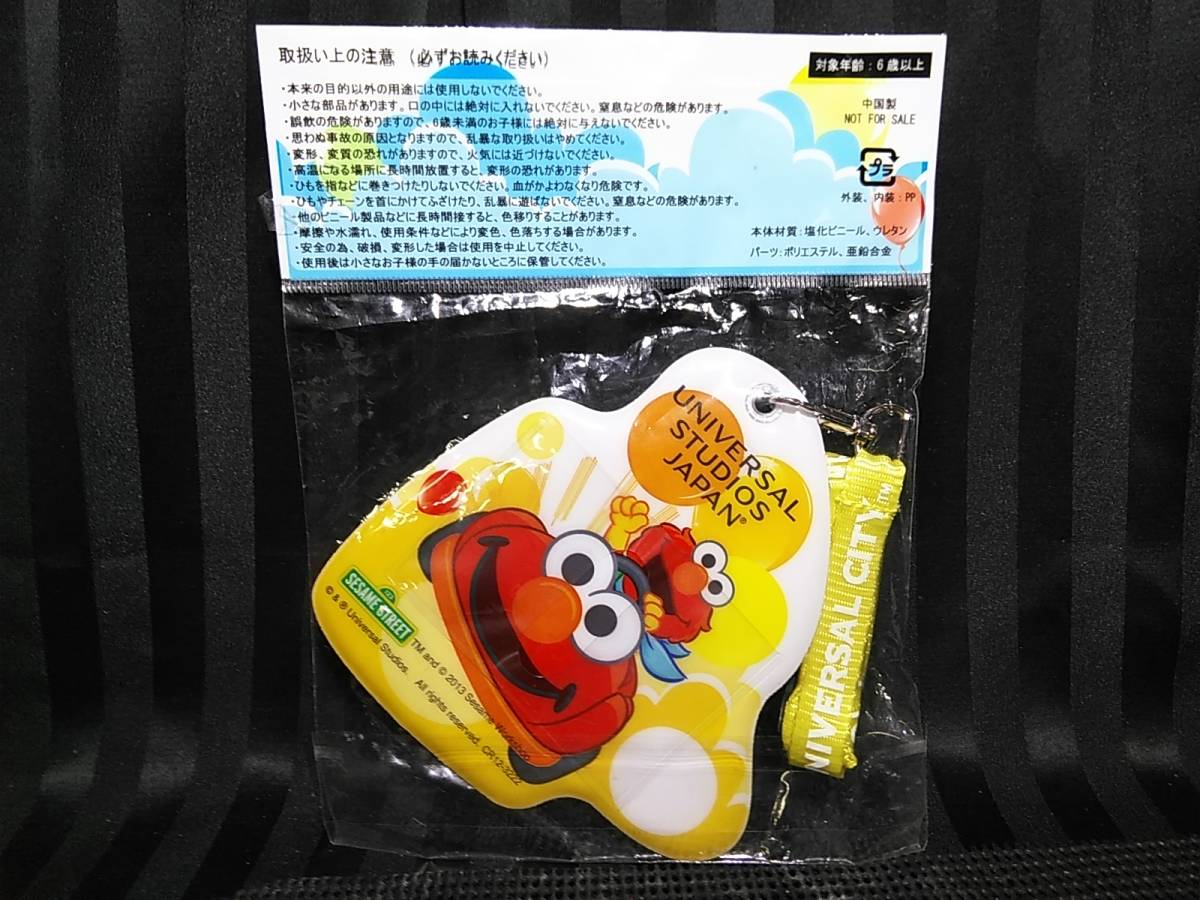 取扱い上の注意 （必ずお読みください）
対象年齢：6歳以上
・本来の目的以外の用途には使用しないでください。
・小さな部品があります。口の中には絶対に入れないでください。窒息などの危険があります。
・誤飲の危険がありますので、6歳未満のお子様には絶対に与えないでください。
・思わぬ事故の原因となりますので、乱暴な取り扱いはやめてください。
・変形、変質の恐れがありますので、火気には近づけないでください。
・高温になる場所に長時間放置すると、変形の恐れがあります。
・ひもを指などに巻きつけたりしないでください。血がかよわなくなり危険です。
・ひもやチェーンを首にかけてふざけたり、乱暴に遊ばないでください。窒息などの危険があります。
・他のビニール製品などに長時間接すると、色移りすることがあります。
・摩擦や水濡れ、使用条件などにより変色、色落ちする場合があります。
・安全の為、破損、変形した場合は使用を中止してください。
・使用後は小さなお子様の手の届かないところに保管してください。
中国製
NOT FOR SALE
プラ
外装、内装：PP
本体材質：塩化ビニール、ウレタン
パーツ：ポリエステル、亜鉛合金
UNIVERSAL
STUDIOS
JAPAN®
SESAME STREET
TM and © 2013 Sesame Workshop
© & ® Universal Studios. All rights reserved. CR12-3222
NIVERSAL CITY™